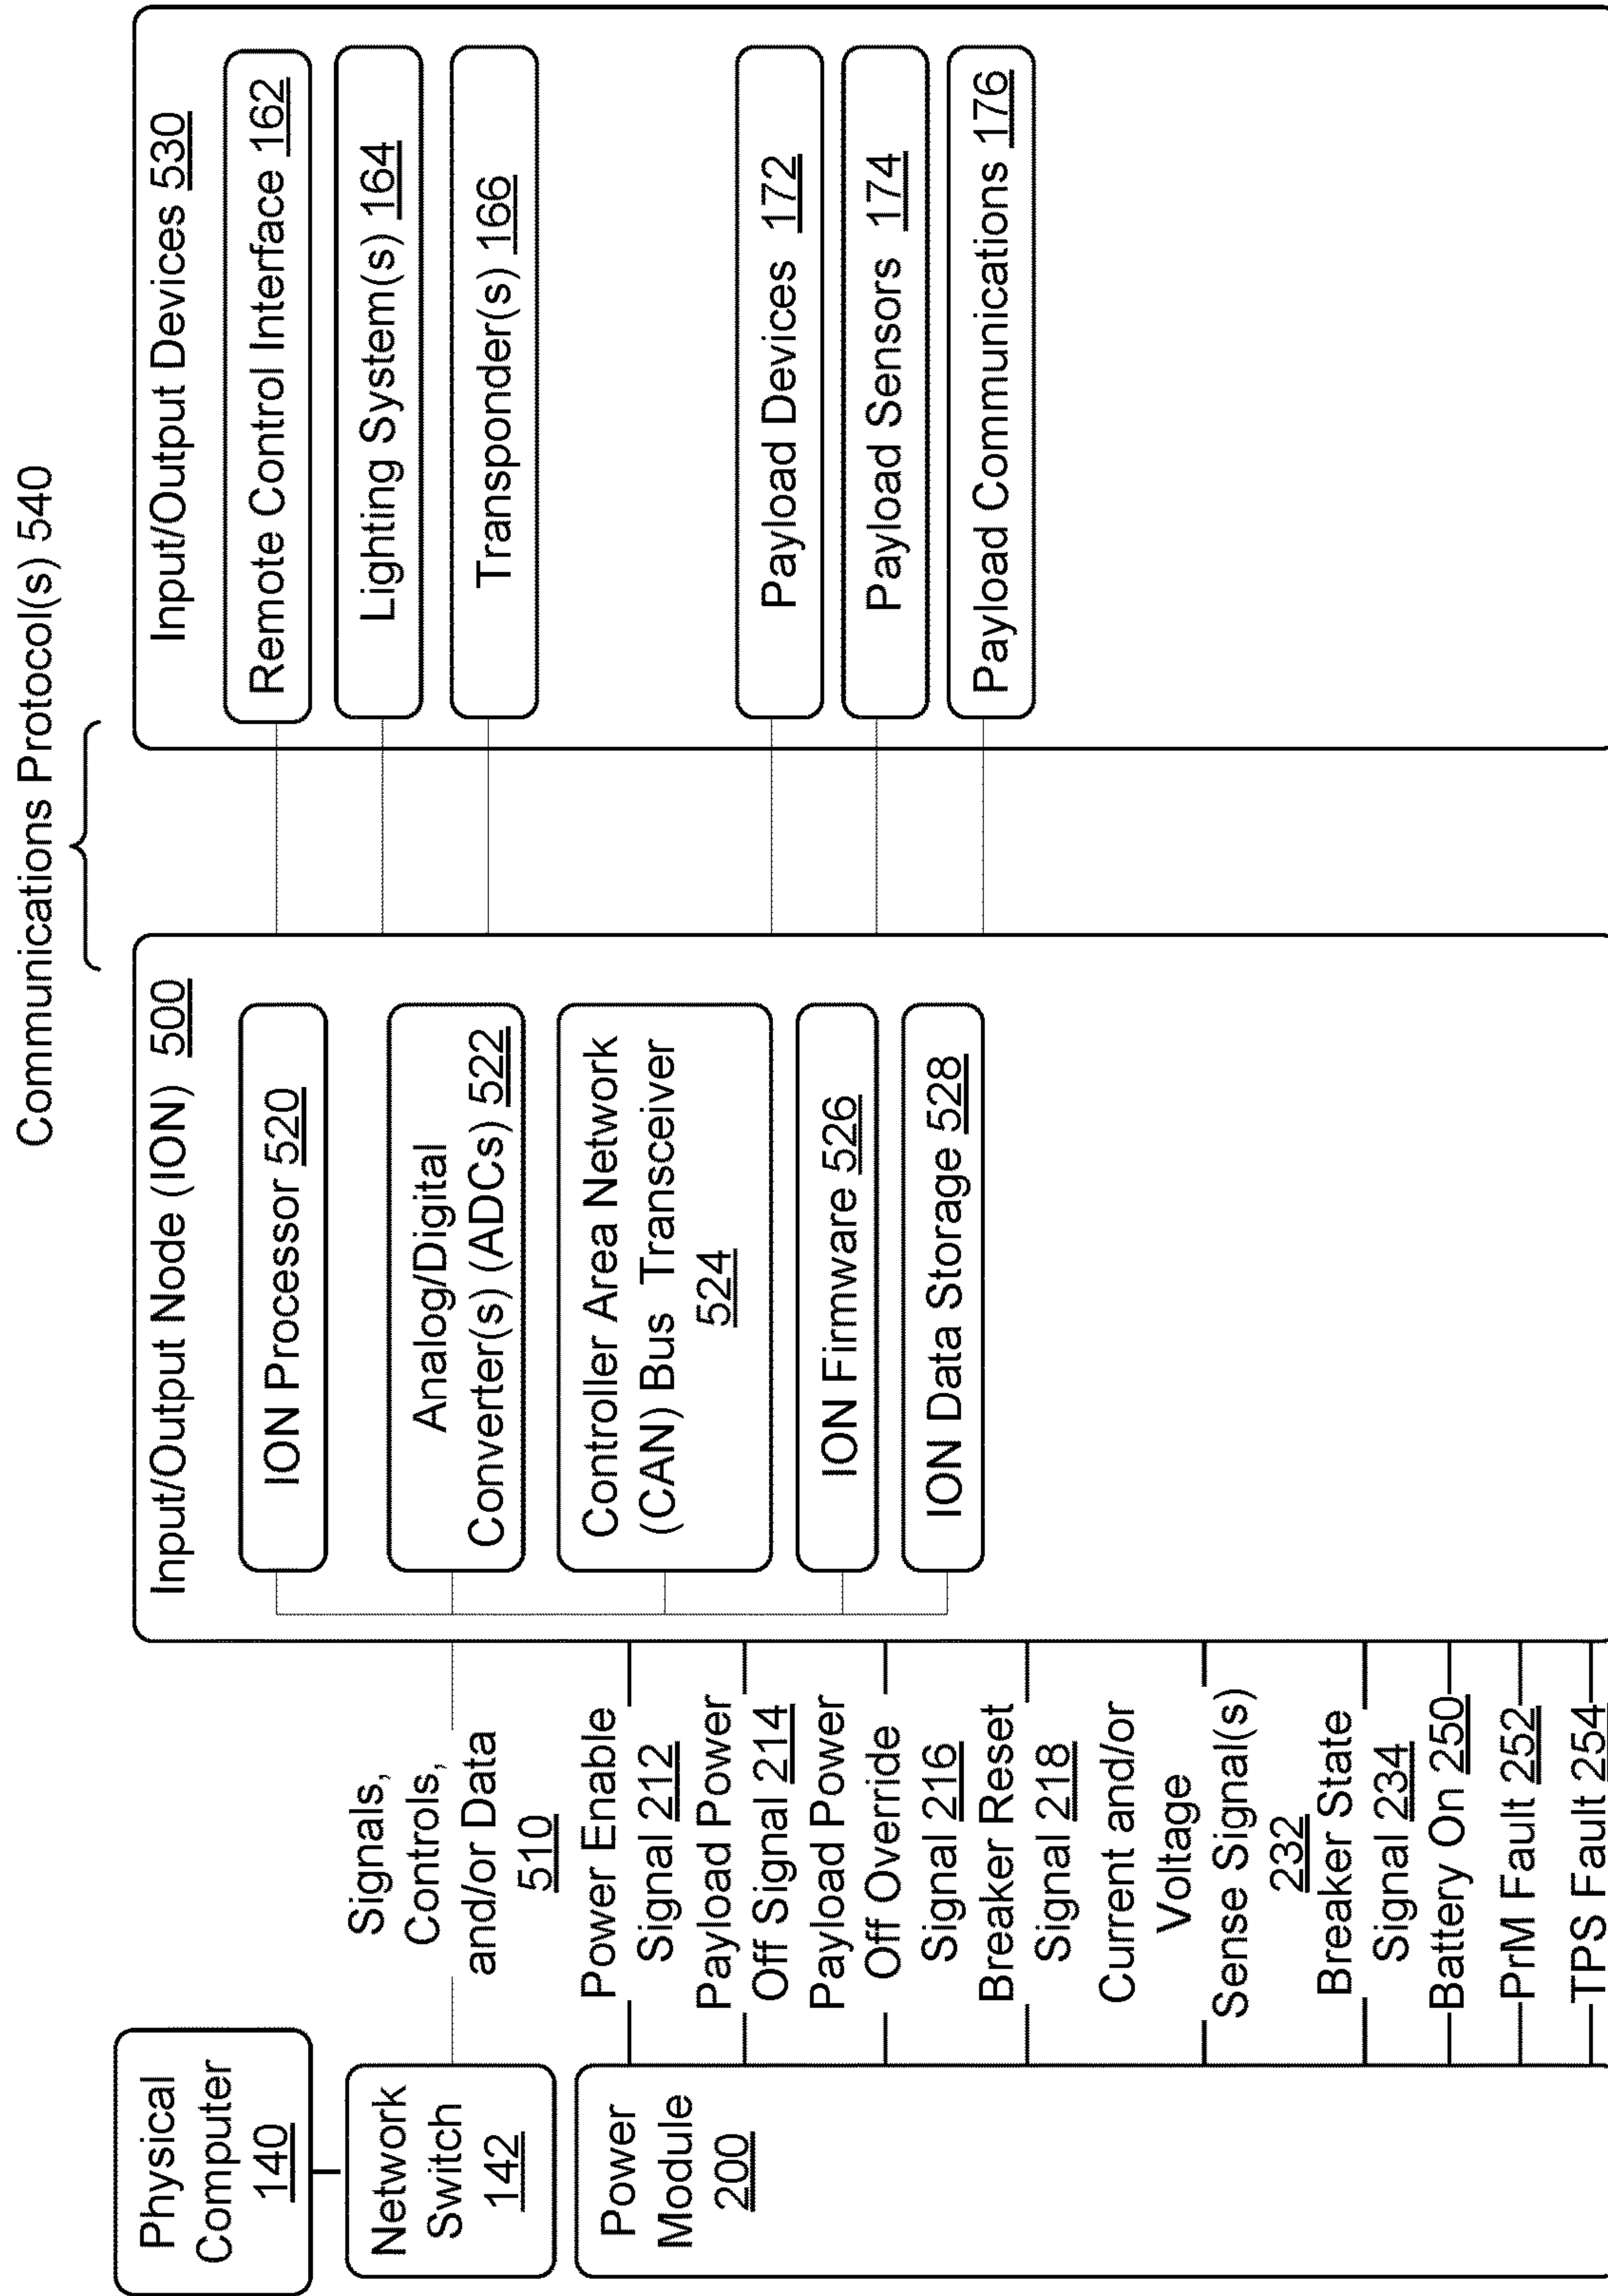 Communications Protocol(s) 540
Physical
Computer
140
Network
Switch
142
Power
Module
200
Signals,
Controls,
and/or Data
510
Power Enable
Signal 212
Payload Power
Off Signal 214
Payload Power
Off Override
Signal 216
Breaker Reset
Signal 218
Current and/or
Voltage
Sense Signal(s)
232
Breaker State
Signal 234
Battery On 250
PrM Fault 252
TPS Fault 254
Input/Output Node (ION) 500
ION Processor 520
Analog/Digital
Converter(s) (ADCs) 522
Controller Area Network
(CAN) Bus Transceiver
524
ION Firmware 526
ION Data Storage 528
Input/Output Devices 530
Remote Control Interface 162
Lighting System(s) 164
Transponder(s) 166
Payload Devices 172
Payload Sensors 174
Payload Communications 176